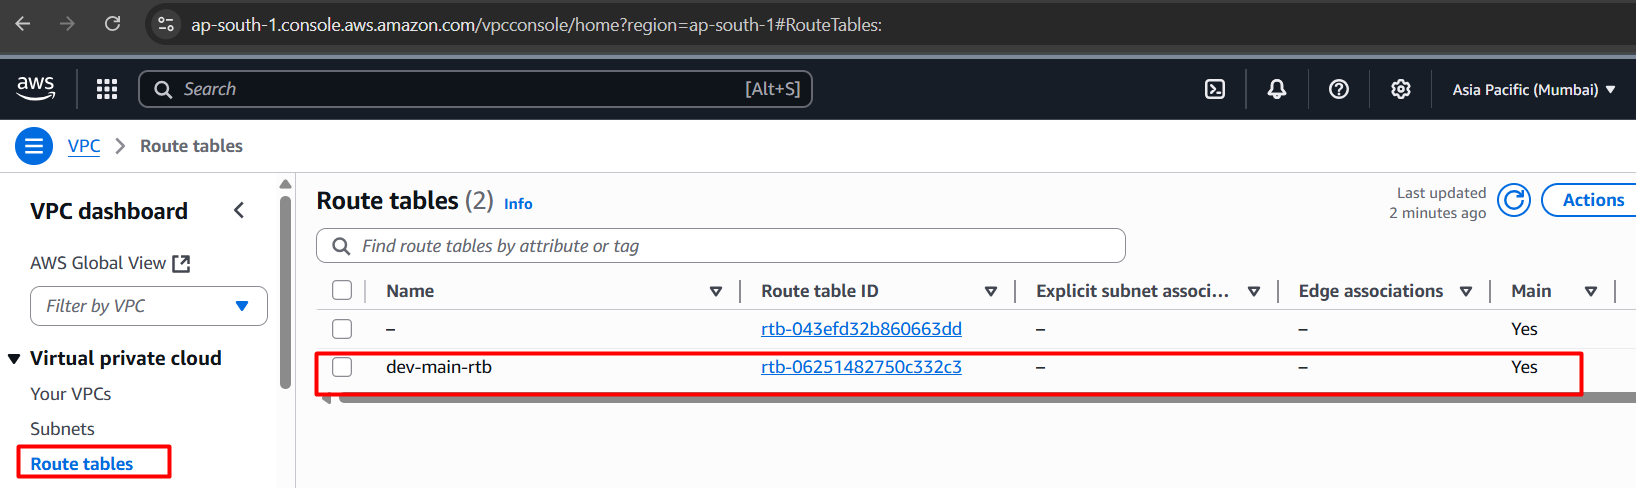 ap-south-1.console.aws.amazon.com/vpcconsole/home?region=ap-south-1#RouteTables:
aws
Search [Alt+S]
Asia Pacific (Mumbai)
VPC > Route tables
VPC dashboard
AWS Global View
Filter by VPC
Virtual private cloud
Your VPCs
Subnets
Route tables
Route tables (2) Info
Last updated
2 minutes ago
Actions
Find route tables by attribute or tag
Name Route table ID Explicit subnet associ... Edge associations Main
– rtb-043efd32b860663dd – – Yes
dev-main-rtb rtb-06251482750c332c3 – – Yes